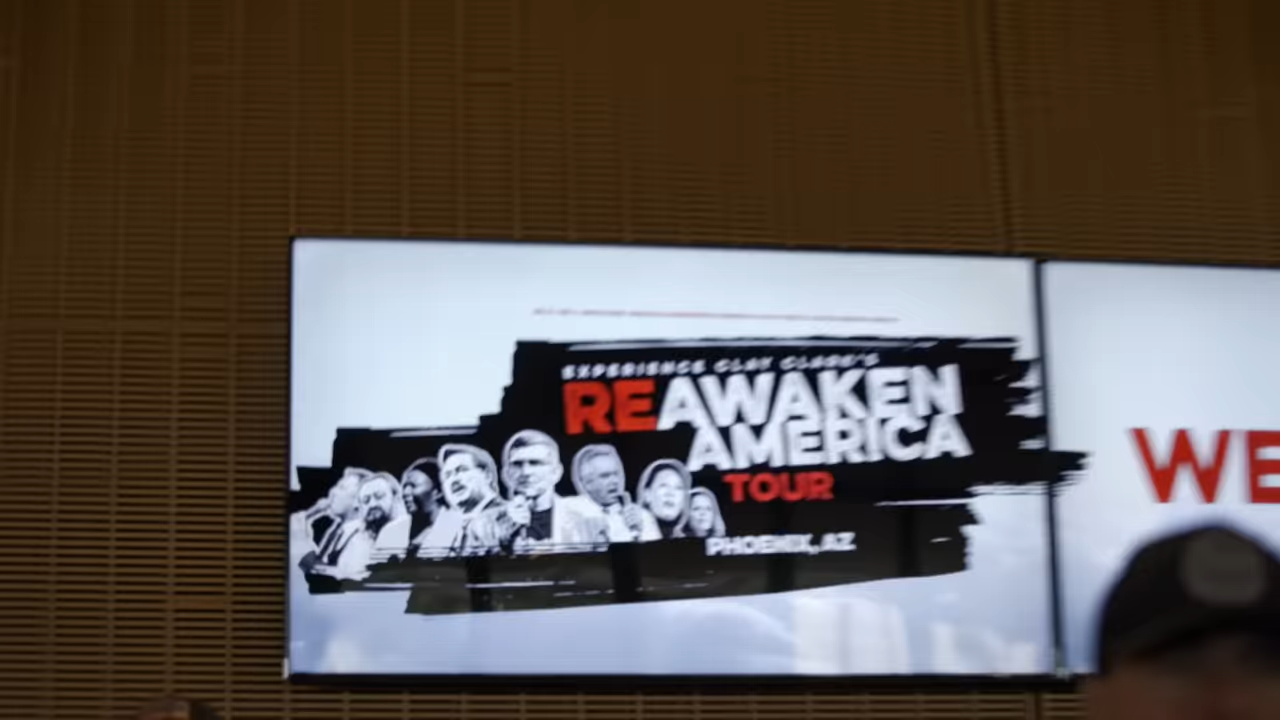 EXPERIENCE CLAY CLARK'S
REAWAKEN
AMERICA
TOUR
PHOENIX, AZ
WE